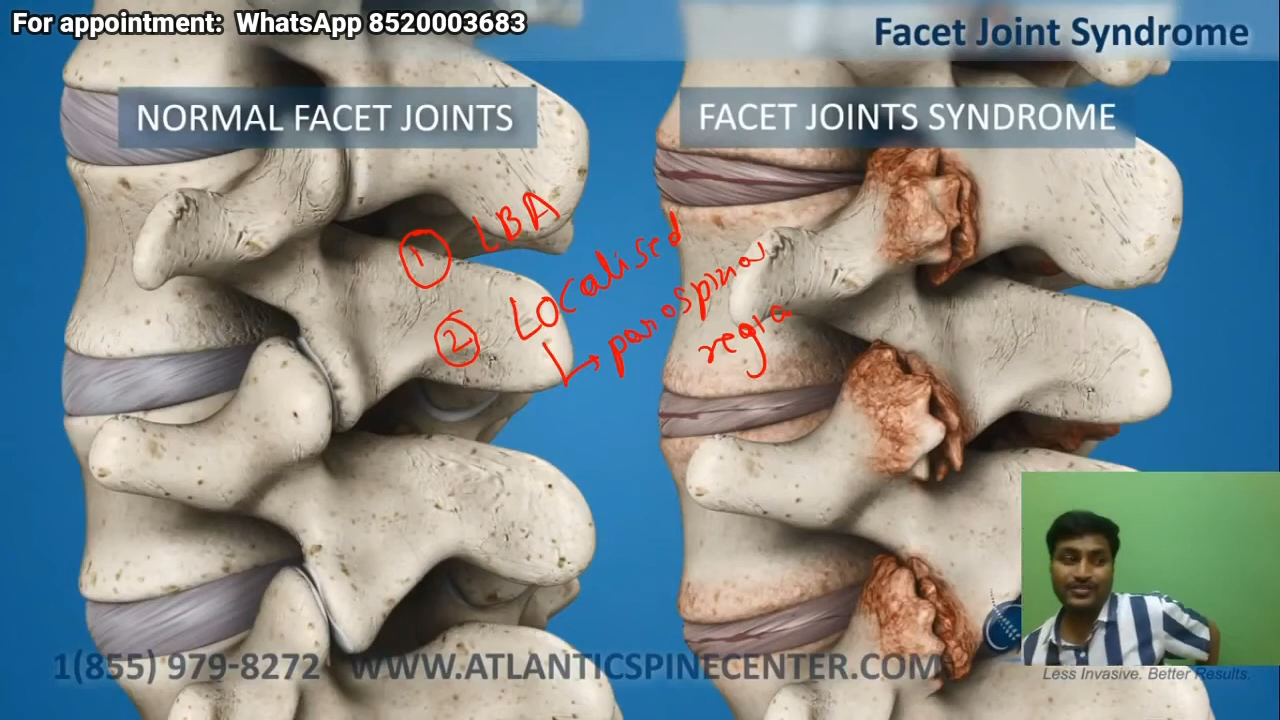 For appointment: WhatsApp 8520003683
Facet Joint Syndrome
NORMAL FACET JOINTS
FACET JOINTS SYNDROME
① LBA
② Localised
↳ paraspinal
regia
1(855) 979-8272 WWW.ATLANTICSPINECENTER.COM
Less Invasive. Better Results.